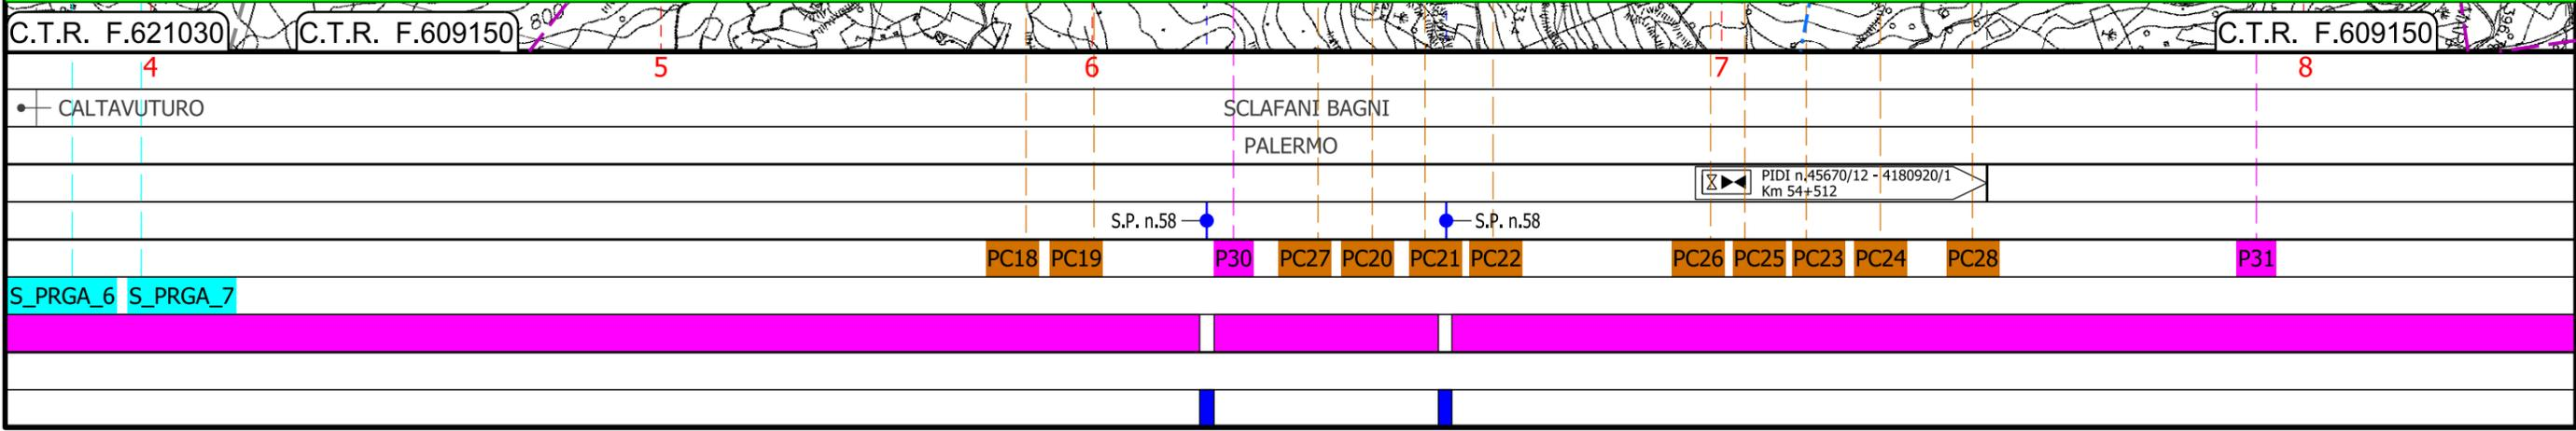 800
C.T.R. F.621030
C.T.R. F.609150
C.T.R. F.609150
4 5 6 7 8
CALTAVUTURO SCLAFANI BAGNI
PALERMO
PIDI n.45670/12 - 4180920/1
Km 54+512
S.P. n.58 S.P. n.58
PC18 PC19 P30 PC27 PC20 PC21 PC22 PC26 PC25 PC23 PC24 PC28 P31
S_PRGA_6 S_PRGA_7